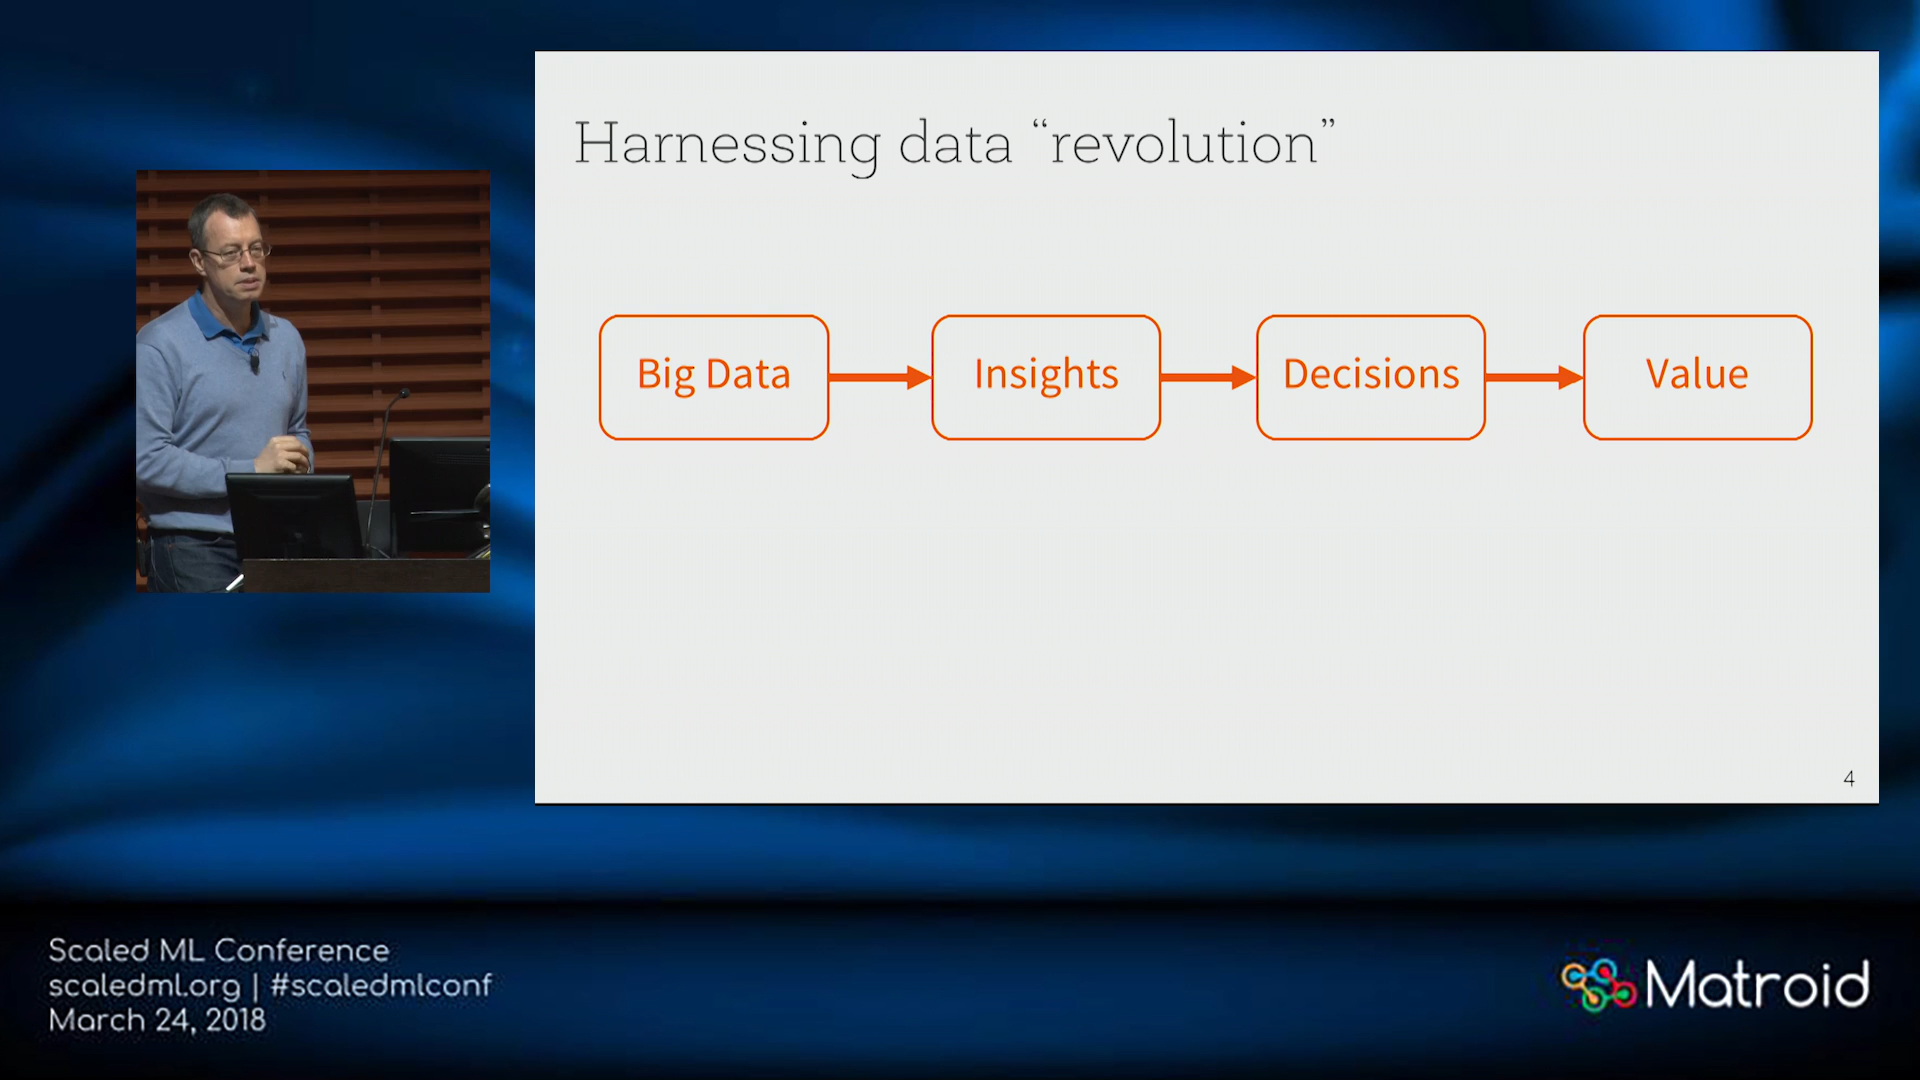 Harnessing data “revolution”
Big Data
Insights
Decisions
Value
4
Scaled ML Conference
scaledml.org | #scaledmlconf
March 24, 2018
Matroid